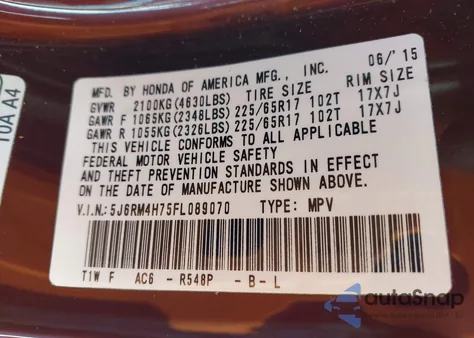 MFD. BY HONDA OF AMERICA MFG., INC. 06/'15
GVWR 2100KG(4630LBS) TIRE SIZE RIM SIZE
GAWR F 1065KG(2348LBS) 225/65R17 102T 17X7J
GAWR R 1055KG(2326LBS) 225/65R17 102T 17X7J
THIS VEHICLE CONFORMS TO ALL APPLICABLE
FEDERAL MOTOR VEHICLE SAFETY
AND THEFT PREVENTION STANDARDS IN EFFECT
ON THE DATE OF MANUFACTURE SHOWN ABOVE.
V.I.N.: 5J6RM4H75FL089070 TYPE: MPV
T1W F AC6 - R548P - B - L
10A A4
autoSnap